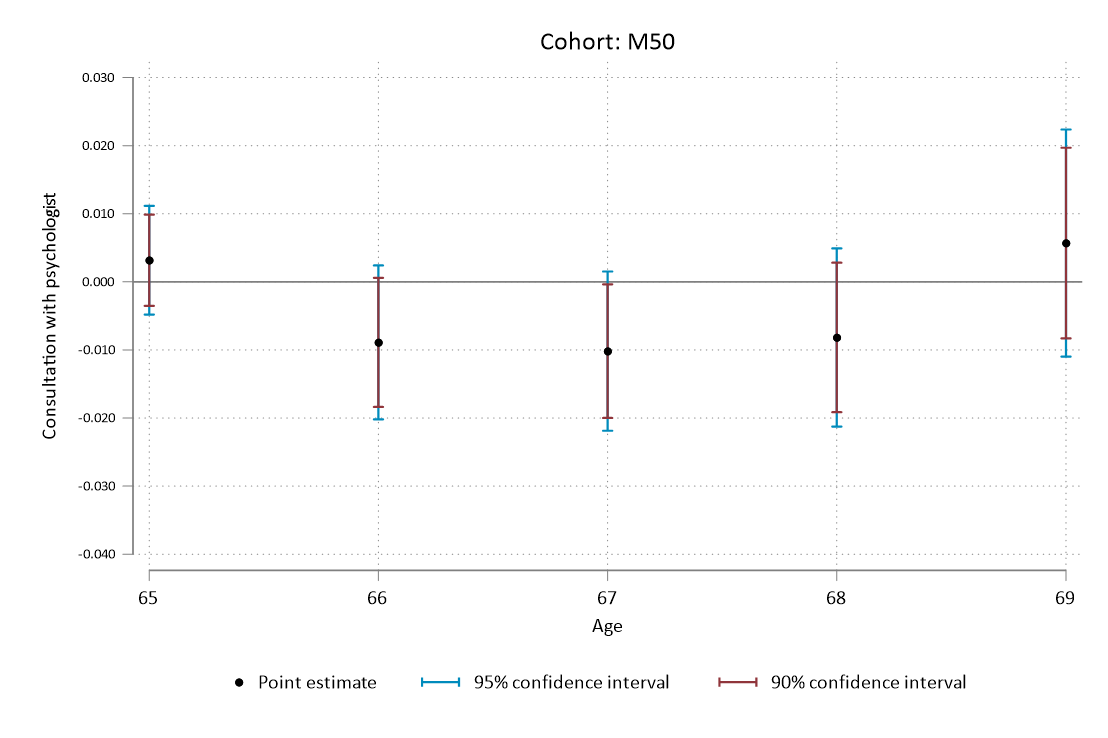 Cohort: M50
0.030
0.020
0.010
0.000
-0.010
-0.020
-0.030
-0.040
Consultation with psychologist
65 66 67 68 69
Age
Point estimate 95% confidence interval 90% confidence interval